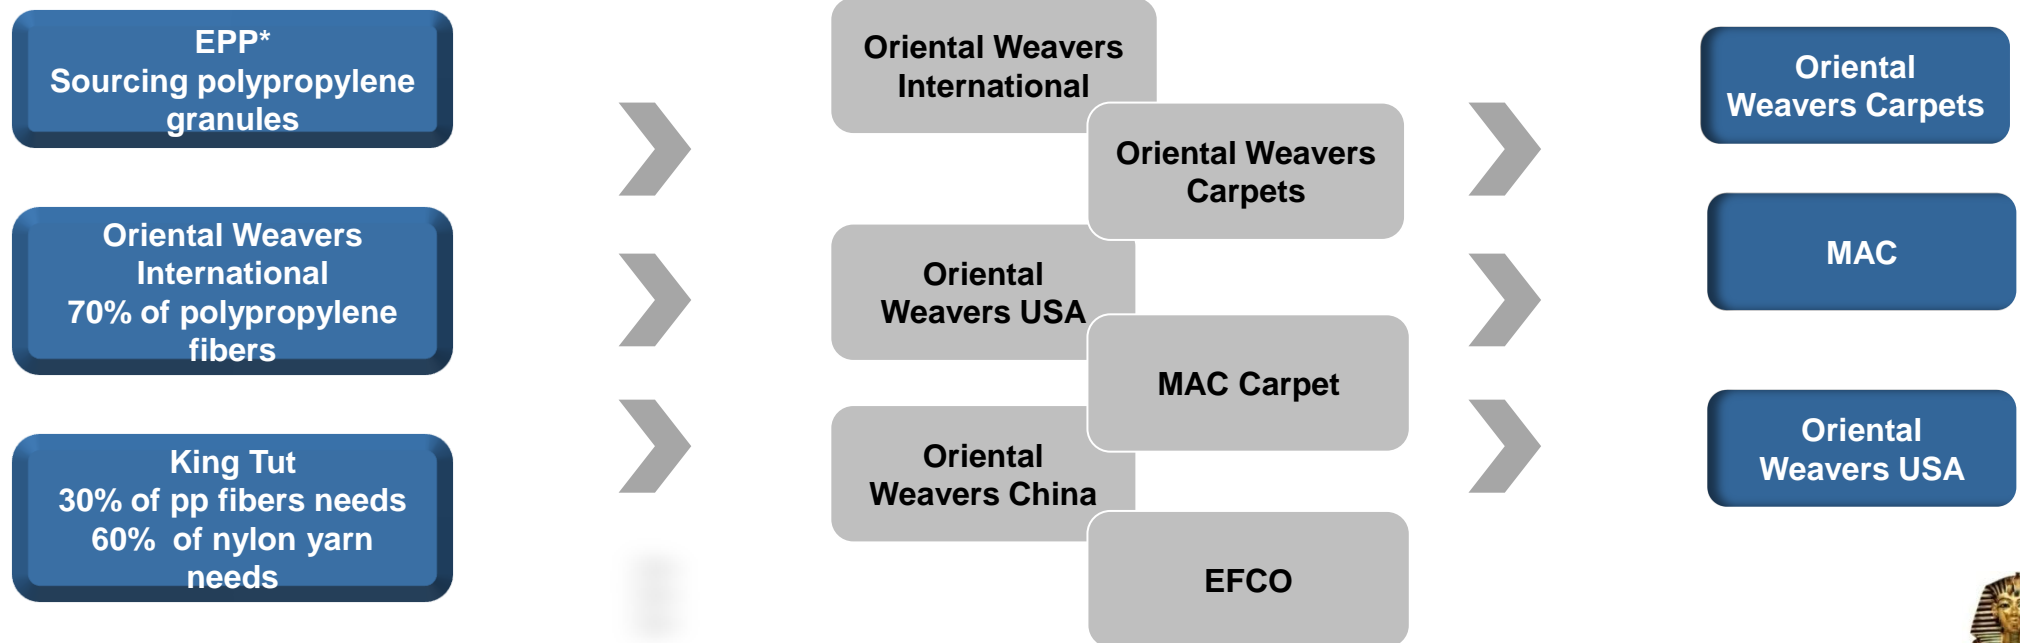 EPP*
Sourcing polypropylene
granules
Oriental Weavers
International
70% of polypropylene
fibers
King Tut
30% of pp fibers needs
60% of nylon yarn
needs
Oriental Weavers
International
Oriental Weavers
Carpets
Oriental
Weavers USA
MAC Carpet
Oriental
Weavers China
EFCO
Oriental
Weavers Carpets
MAC
Oriental
Weavers USA